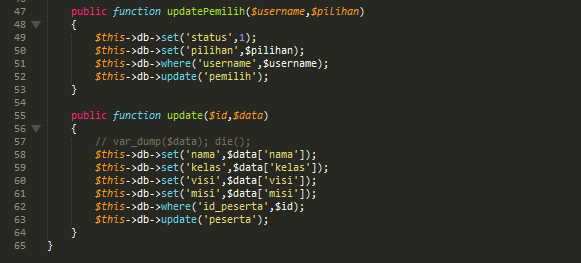 47 public function updatePemilih($username,$pilihan)
48 {
49 $this->db->set('status',1);
50 $this->db->set('pilihan',$pilihan);
51 $this->db->where('username',$username);
52 $this->db->update('pemilih');
53 }
54
55 public function update($id,$data)
56 {
57 // var_dump($data); die();
58 $this->db->set('nama',$data['nama']);
59 $this->db->set('kelas',$data['kelas']);
60 $this->db->set('visi',$data['visi']);
61 $this->db->set('misi',$data['misi']);
62 $this->db->where('id_peserta',$id);
63 $this->db->update('peserta');
64 }
65 }